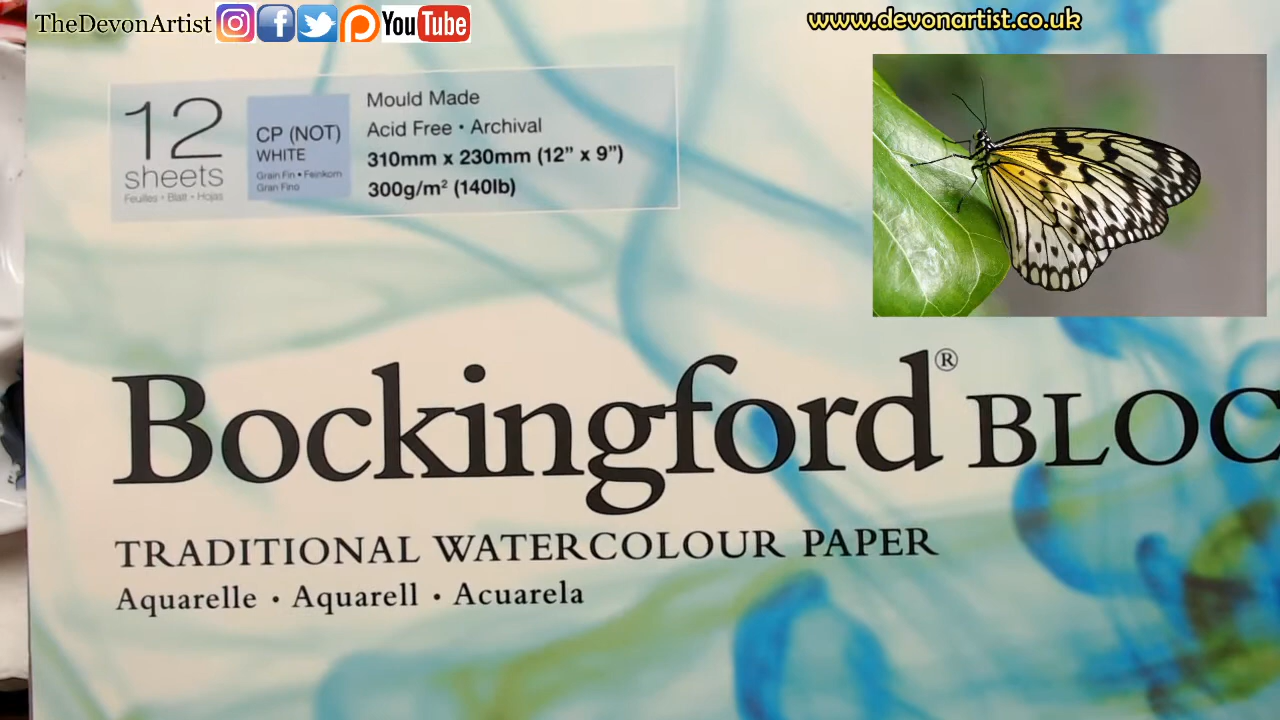 TheDevonArtist
You Tube
www.devonartist.co.uk
12
sheets
Feuilles • Blatt • Hojas
CP (NOT)
WHITE
Grain Fin • Feinkorn
Gran Fino
Mould Made
Acid Free • Archival
310mm x 230mm (12” x 9”)
300g/m² (140lb)
Bockingford® BLOC
TRADITIONAL WATERCOLOUR PAPER
Aquarelle • Aquarell • Acuarela